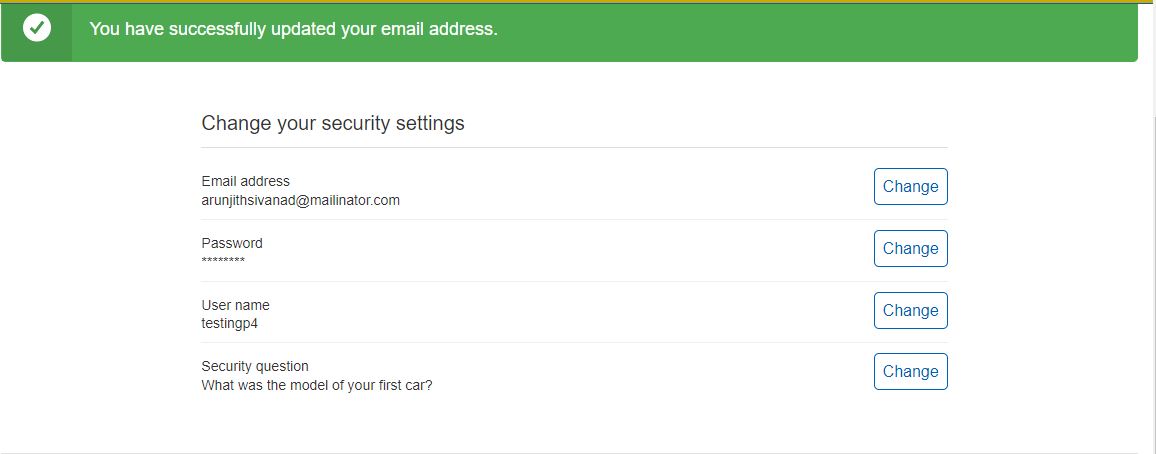 You have successfully updated your email address.
Change your security settings
Email address
arunjithsivanad@mailinator.com
Change
Password
********
Change
User name
testingp4
Change
Security question
What was the model of your first car?
Change